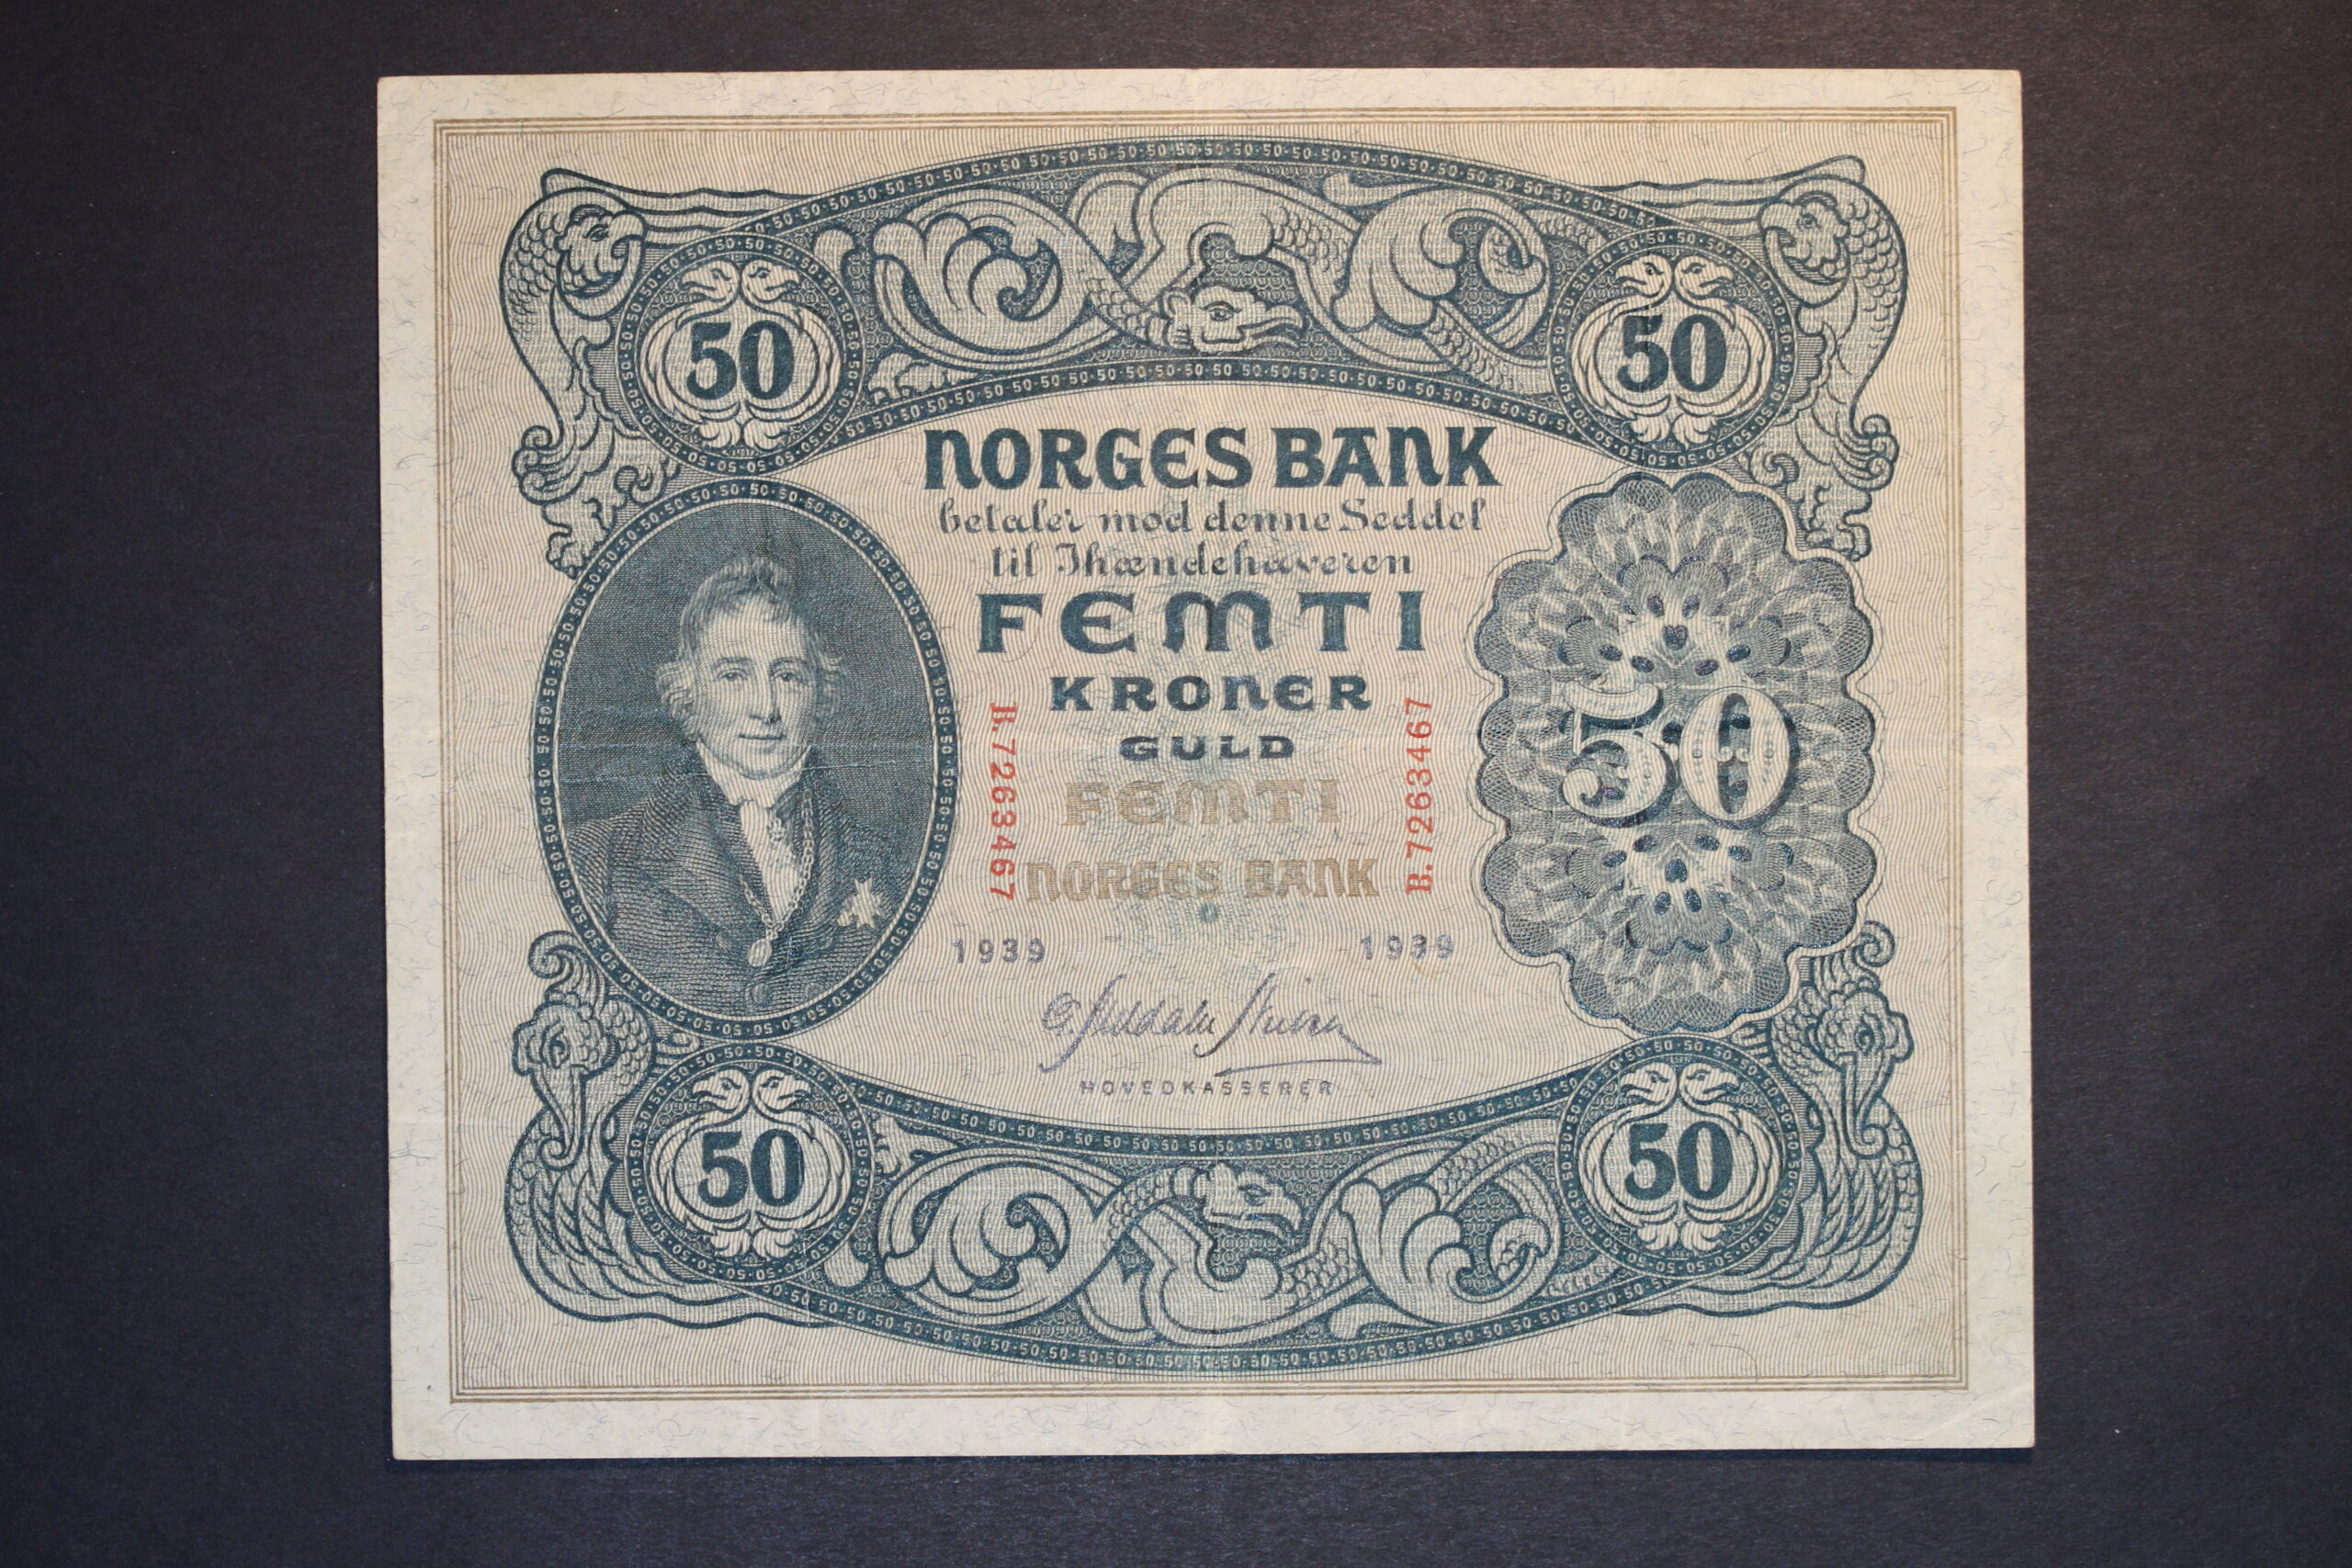 50
50
NORGES BANK
betaler mod denne Seddel
til Ihændehaveren
FEMTI
KRONER
GULD
50
FEMTI
B.7263467
B.7263467
NORGES BANK
1939
1939
HOVEDKASSERER
50
50